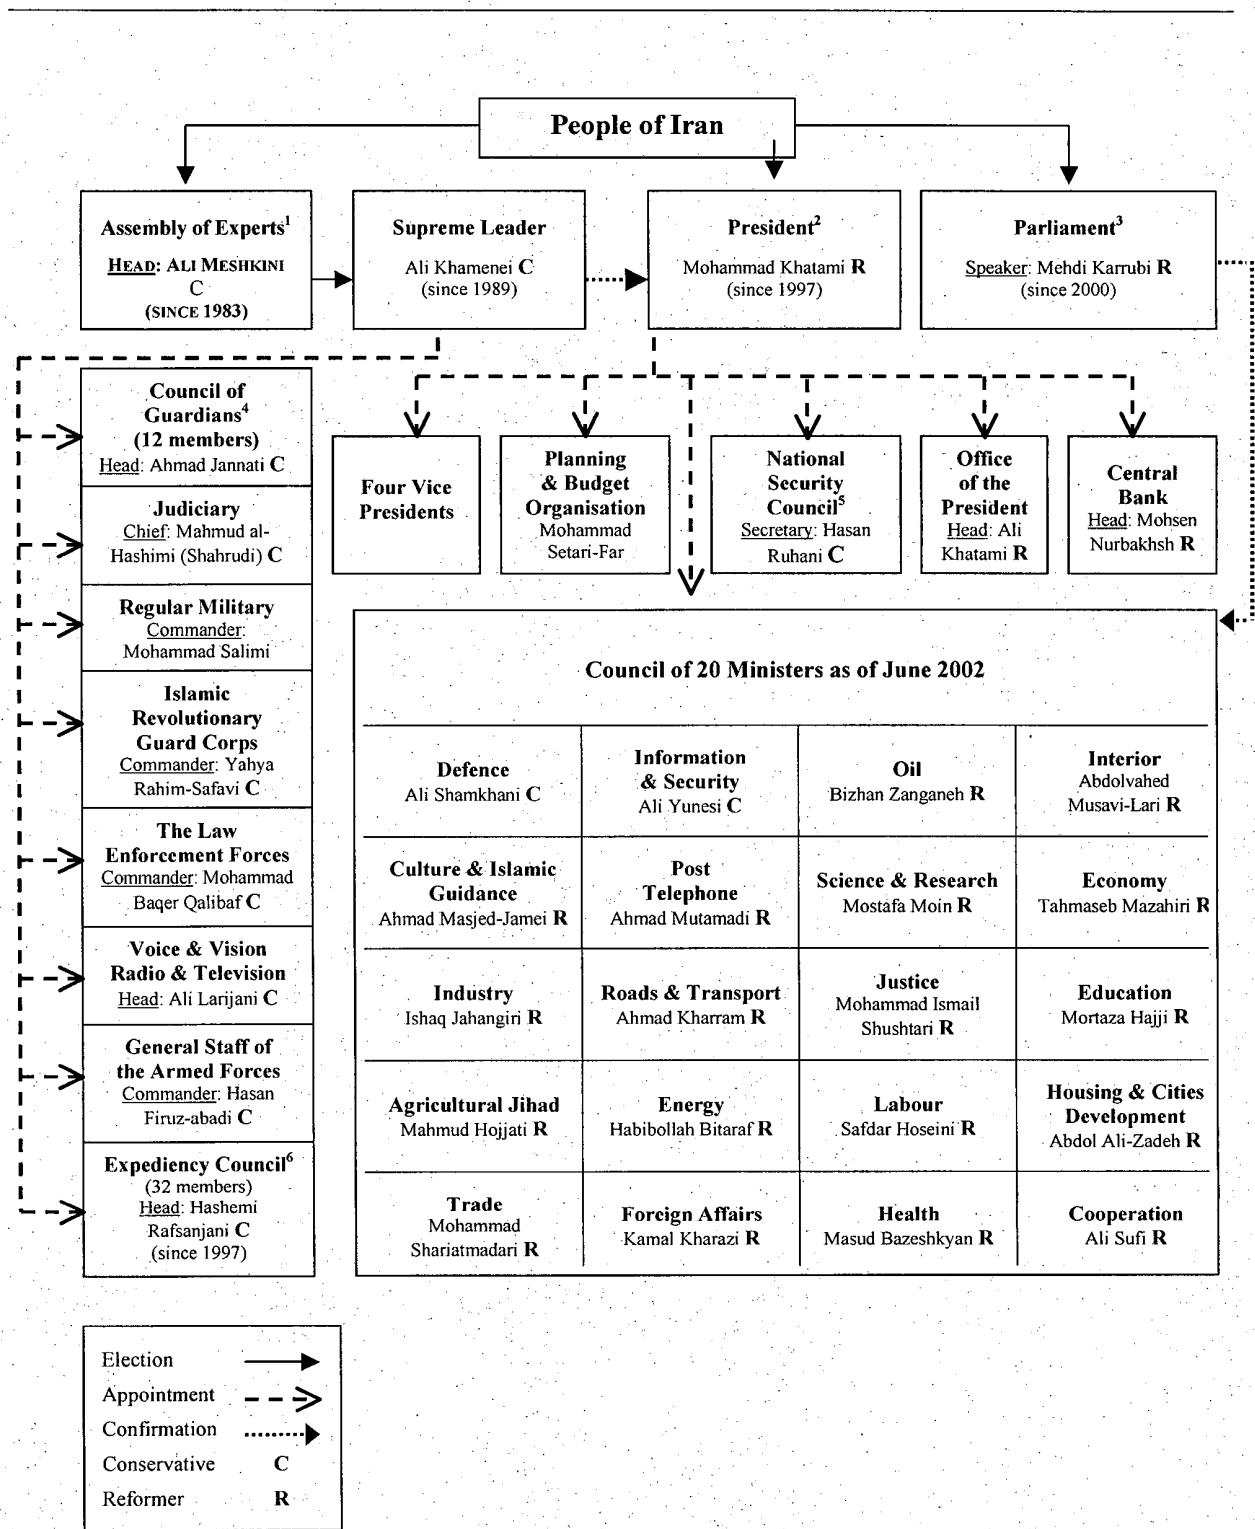 People of Iran
Assembly of Experts1
HEAD: ALI MESHKINI
C
(SINCE 1983)
Supreme Leader
Ali Khamenei C
(since 1989)
President2
Mohammad Khatami R
(since 1997)
Parliament3
Speaker: Mehdi Karrubi R
(since 2000)
Council of
Guardians4
(12 members)
Head: Ahmad Jannati C
Judiciary
Chief: Mahmud al-
Hashimi (Shahrudi) C
Regular Military
Commander:
Mohammad Salimi
Islamic
Revolutionary
Guard Corps
Commander: Yahya
Rahim-Safavi C
The Law
Enforcement Forces
Commander: Mohammad
Baqer Qalibaf C
Voice & Vision
Radio & Television
Head: Ali Larijani C
General Staff of
the Armed Forces
Commander: Hasan
Firuz-abadi C
Expediency Council6
(32 members)
Head: Hashemi
Rafsanjani C
(since 1997)
Four Vice
Presidents
Planning
& Budget
Organisation
Mohammad
Setari-Far
National
Security
Council5
Secretary: Hasan
Ruhani C
Office
of the
President
Head: Ali
Khatami R
Central
Bank
Head: Mohsen
Nurbakhsh R
Council of 20 Ministers as of June 2002
Defence
Ali Shamkhani C
Information
& Security
Ali Yunesi C
Oil
Bizhan Zanganeh R
Interior
Abdolvahed
Musavi-Lari R
Culture & Islamic
Guidance
Ahmad Masjed-Jamei R
Post
Telephone
Ahmad Mutamadi R
Science & Research
Mostafa Moin R
Economy
Tahmaseb Mazahiri R
Industry
Ishaq Jahangiri R
Roads & Transport
Ahmad Kharram R
Justice
Mohammad Ismail
Shushtari R
Education
Mortaza Hajji R
Agricultural Jihad
Mahmud Hojjati R
Energy
Habibollah Bitaraf R
Labour
Safdar Hoseini R
Housing & Cities
Development
Abdol Ali-Zadeh R
Trade
Mohammad
Shariatmadari R
Foreign Affairs
Kamal Kharazi R
Health
Masud Bazeshkyan R
Cooperation
Ali Sufi R
Election
Appointment
Confirmation
Conservative C
Reformer R